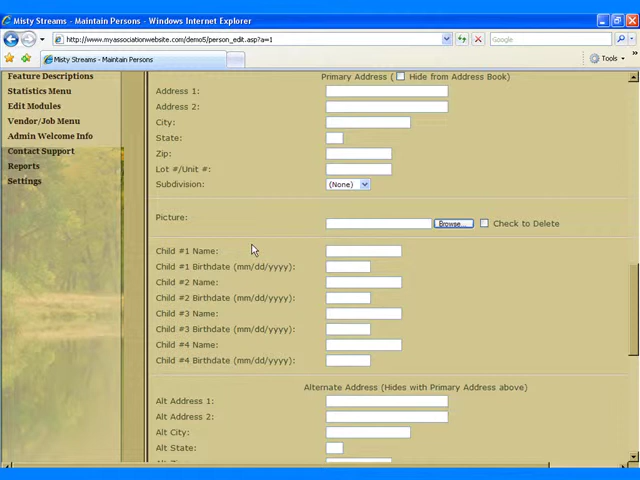 Misty Streams - Maintain Persons - Windows Internet Explorer
http://www.myassociationwebsite.com/demo5/person_edit.asp?a=1
Google
Misty Streams - Maintain Persons
Tools
Feature Descriptions
Statistics Menu
Edit Modules
Vendor/Job Menu
Admin Welcome Info
Contact Support
Reports
Settings
Primary Address ( Hide from Address Book)
Address 1:
Address 2:
City:
State:
Zip:
Lot #/Unit #:
Subdivision: (None)
Picture: Browse... Check to Delete
Child #1 Name:
Child #1 Birthdate (mm/dd/yyyy):
Child #2 Name:
Child #2 Birthdate (mm/dd/yyyy):
Child #3 Name:
Child #3 Birthdate (mm/dd/yyyy):
Child #4 Name:
Child #4 Birthdate (mm/dd/yyyy):
Alternate Address (Hides with Primary Address above)
Alt Address 1:
Alt Address 2:
Alt City:
Alt State: